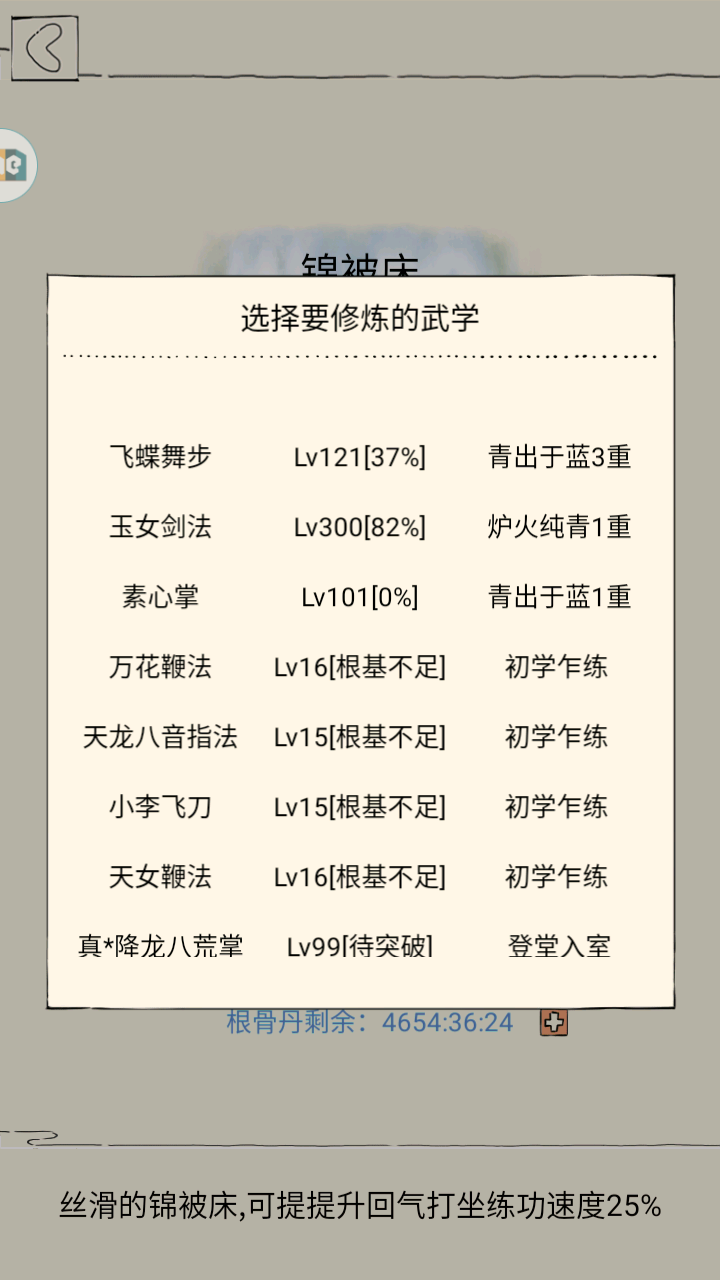 锦被床
选择要修炼的武学
飞蝶舞步 Lv121[37%] 青出于蓝3重
玉女剑法 Lv300[82%] 炉火纯青1重
素心掌 Lv101[0%] 青出于蓝1重
万花鞭法 Lv16[根基不足] 初学乍练
天龙八音指法 Lv15[根基不足] 初学乍练
小李飞刀 Lv15[根基不足] 初学乍练
天女鞭法 Lv16[根基不足] 初学乍练
真*降龙八荒掌 Lv99[待突破] 登堂入室
根骨丹剩余：4654:36:24
丝滑的锦被床,可提提升回气打坐练功速度25%